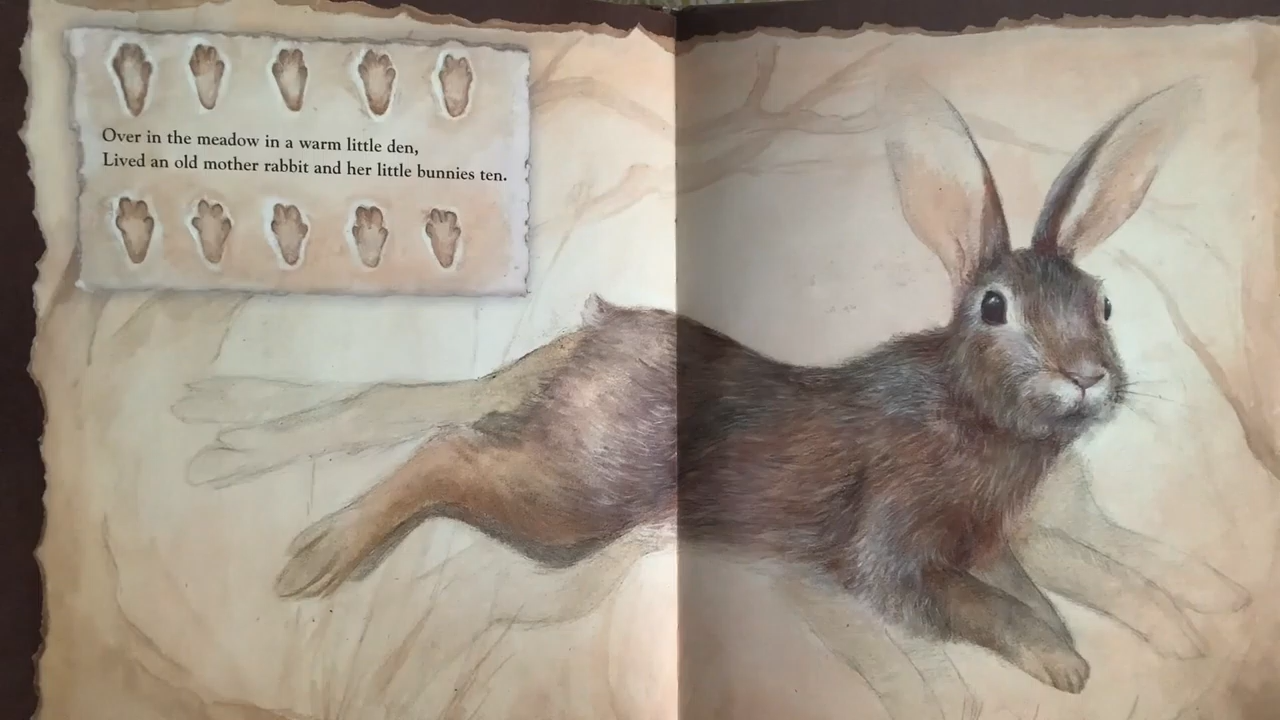 Over in the meadow in a warm little den,
Lived an old mother rabbit and her little bunnies ten.